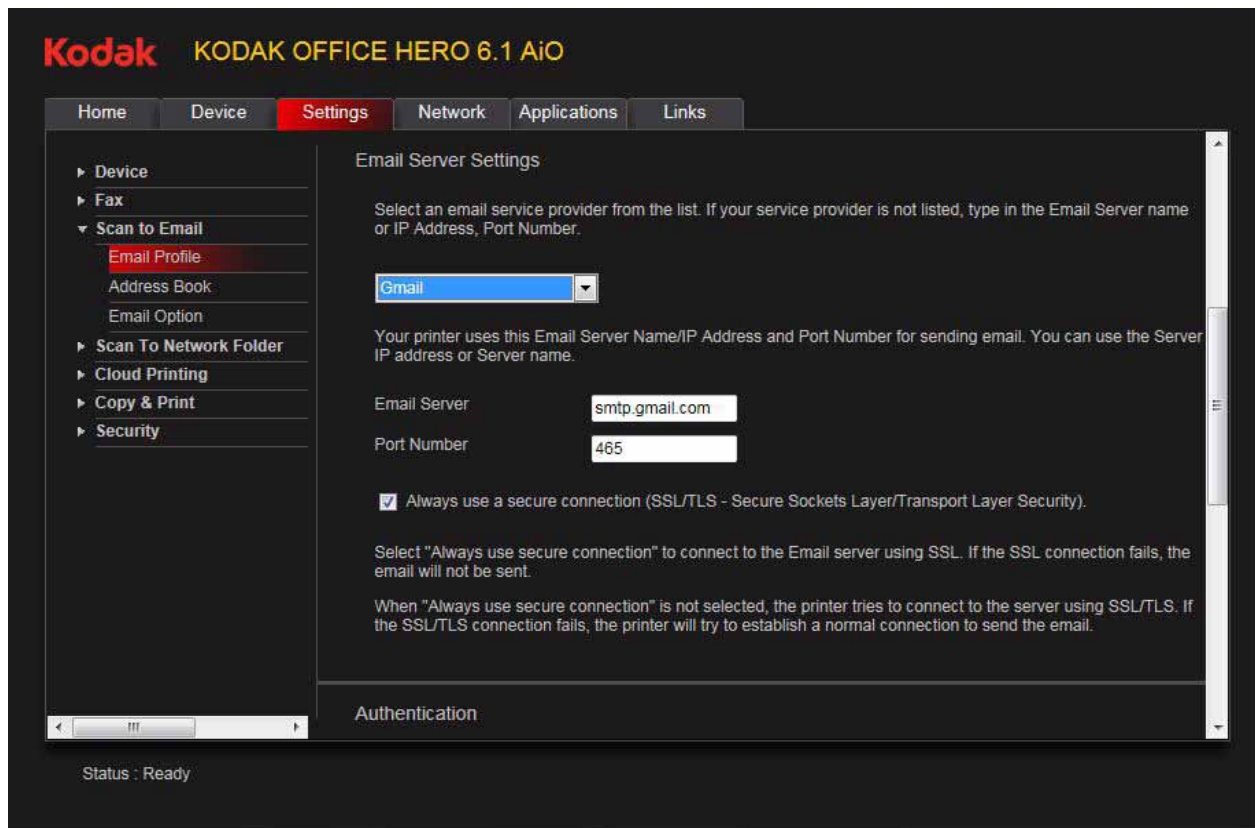 Kodak KODAK OFFICE HERO 6.1 AiO
Home Device Settings Network Applications Links
Device
Fax
Scan to Email
Email Profile
Address Book
Email Option
Scan To Network Folder
Cloud Printing
Copy & Print
Security
Email Server Settings
Select an email service provider from the list. If your service provider is not listed, type in the Email Server name
or IP Address, Port Number.
Gmail
Your printer uses this Email Server Name/IP Address and Port Number for sending email. You can use the Server
IP address or Server name.
Email Server smtp.gmail.com
Port Number 465
Always use a secure connection (SSL/TLS - Secure Sockets Layer/Transport Layer Security).
Select "Always use secure connection" to connect to the Email server using SSL. If the SSL connection fails, the
email will not be sent.
When "Always use secure connection" is not selected, the printer tries to connect to the server using SSL/TLS. If
the SSL/TLS connection fails, the printer will try to establish a normal connection to send the email.
Authentication
Status : Ready